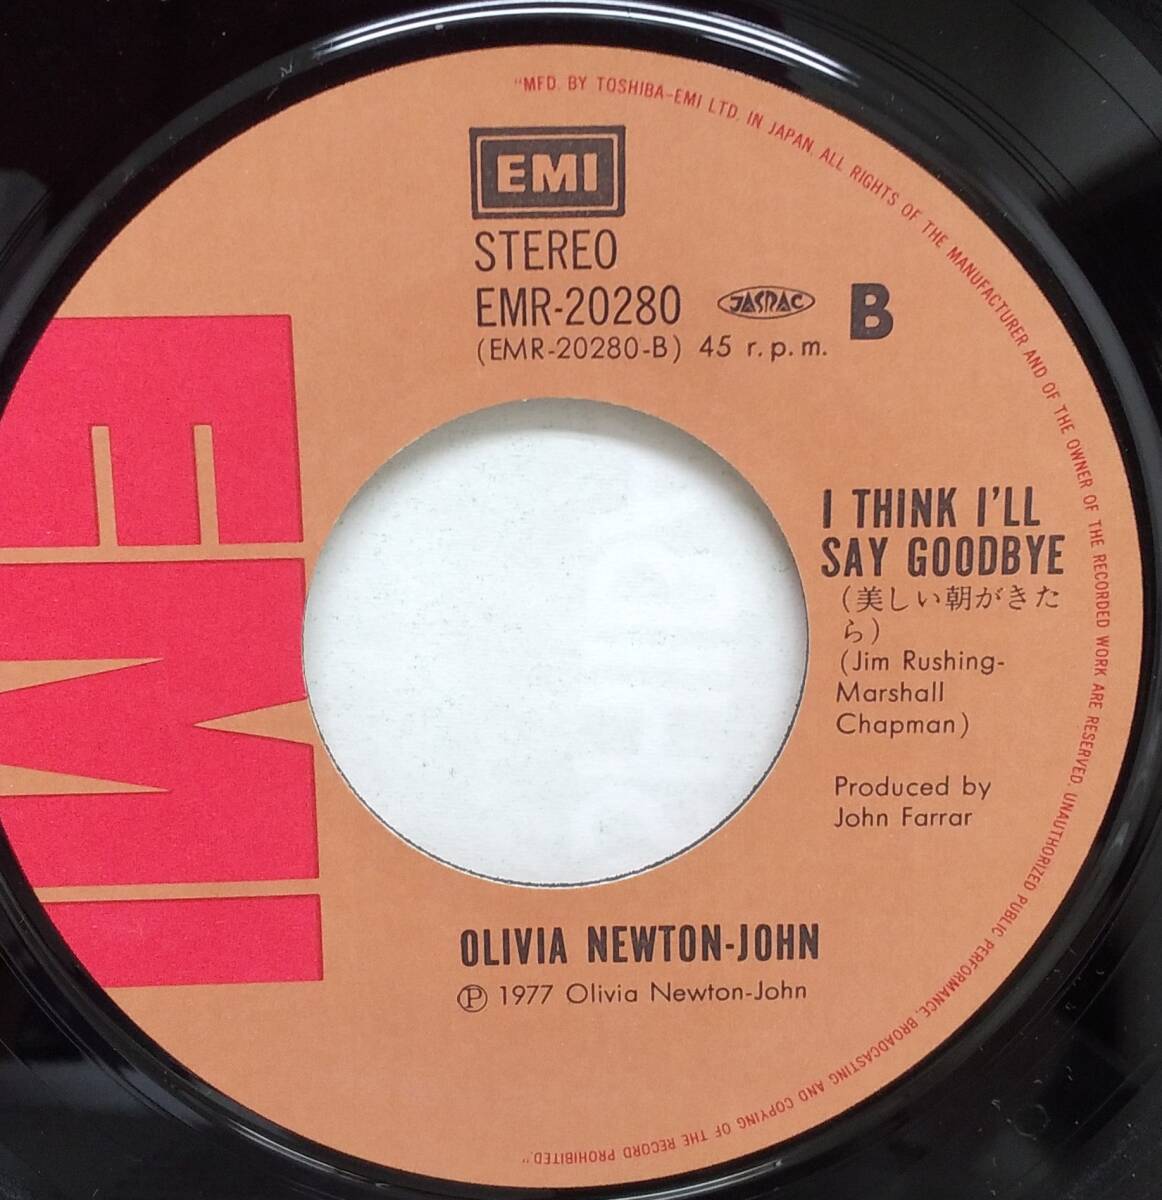 "MFD. BY TOSHIBA-EMI LTD. IN JAPAN. ALL RIGHTS OF THE MANUFACTURER AND OF THE OWNER OF THE RECORDED WORK ARE RESERVED. UNAUTHORIZED PUBLIC PERFORMANCE, BROADCASTING AND COPYING OF THE RECORD PROHIBITED."
EMI
STEREO
EMR-20280 JASRAC B
(EMR-20280-B) 45 r.p.m.
EMI
I THINK I'LL
SAY GOODBYE
(美しい朝がきた
ら)
(Jim Rushing-
Marshall
Chapman)
Produced by
John Farrar
OLIVIA NEWTON-JOHN
Ⓟ 1977 Olivia Newton-John